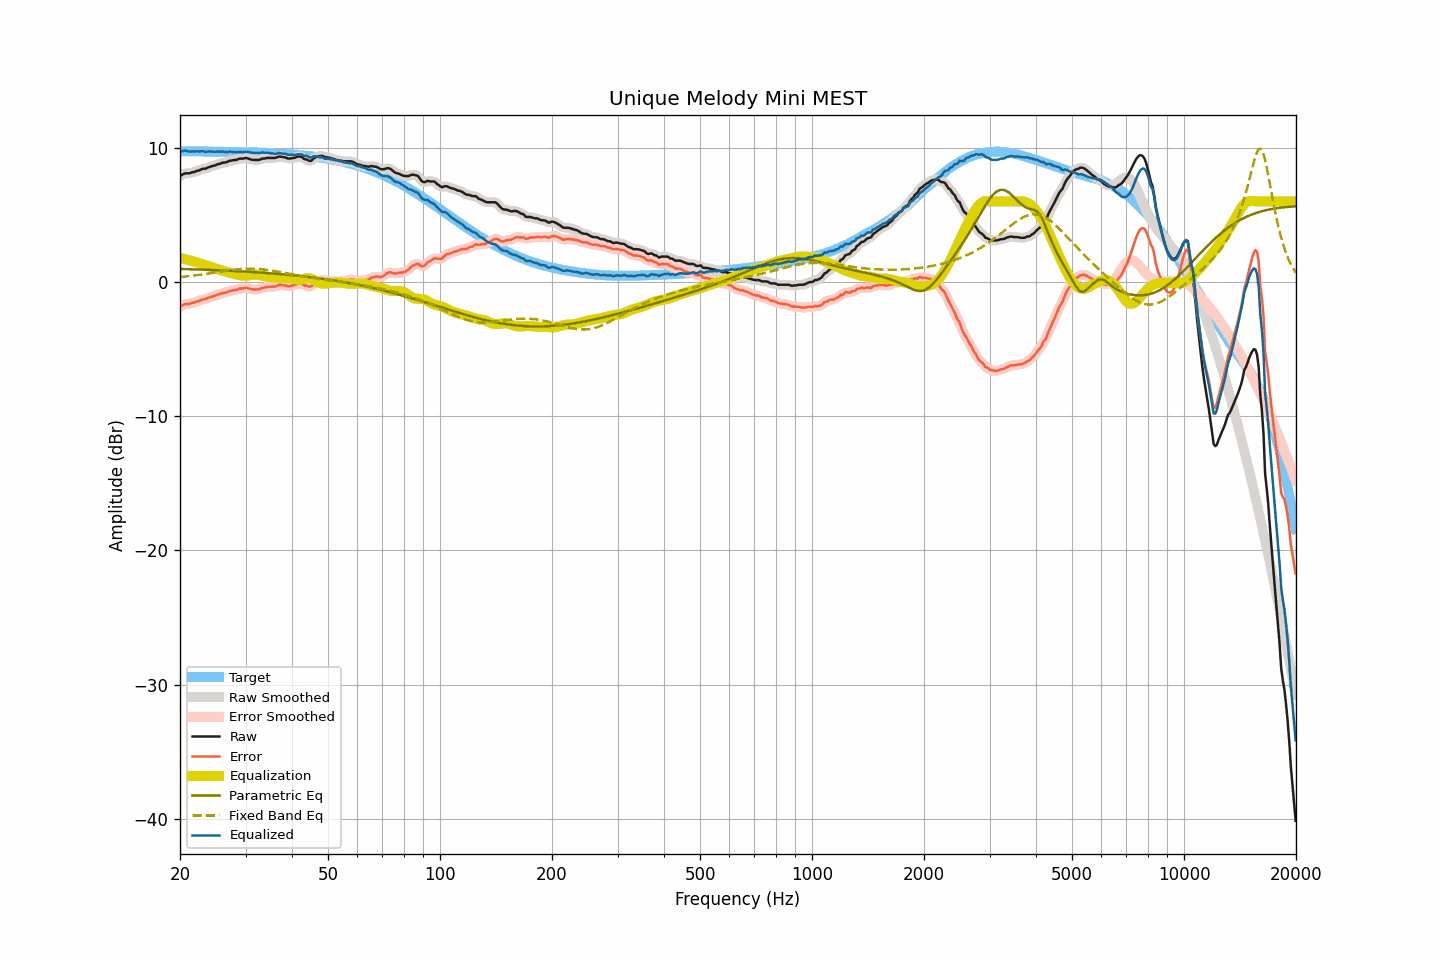 Unique Melody Mini MEST
Amplitude (dBr)
10
0
−10
−20
−30
−40
Target
Raw Smoothed
Error Smoothed
Raw
Error
Equalization
Parametric Eq
Fixed Band Eq
Equalized
20 50 100 200 500 1000 2000 5000 10000 20000
Frequency (Hz)